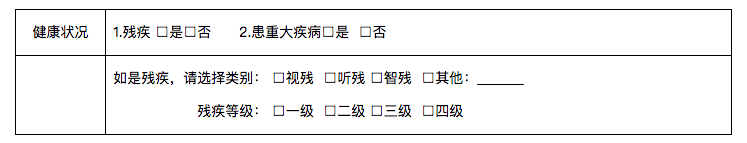 健康状况 1.残疾 □是□否 2.患重大疾病□是 □否
如是残疾，请选择类别： □视残 □听残 □智残 □其他：______
残疾等级： □一级 □二级 □三级 □四级